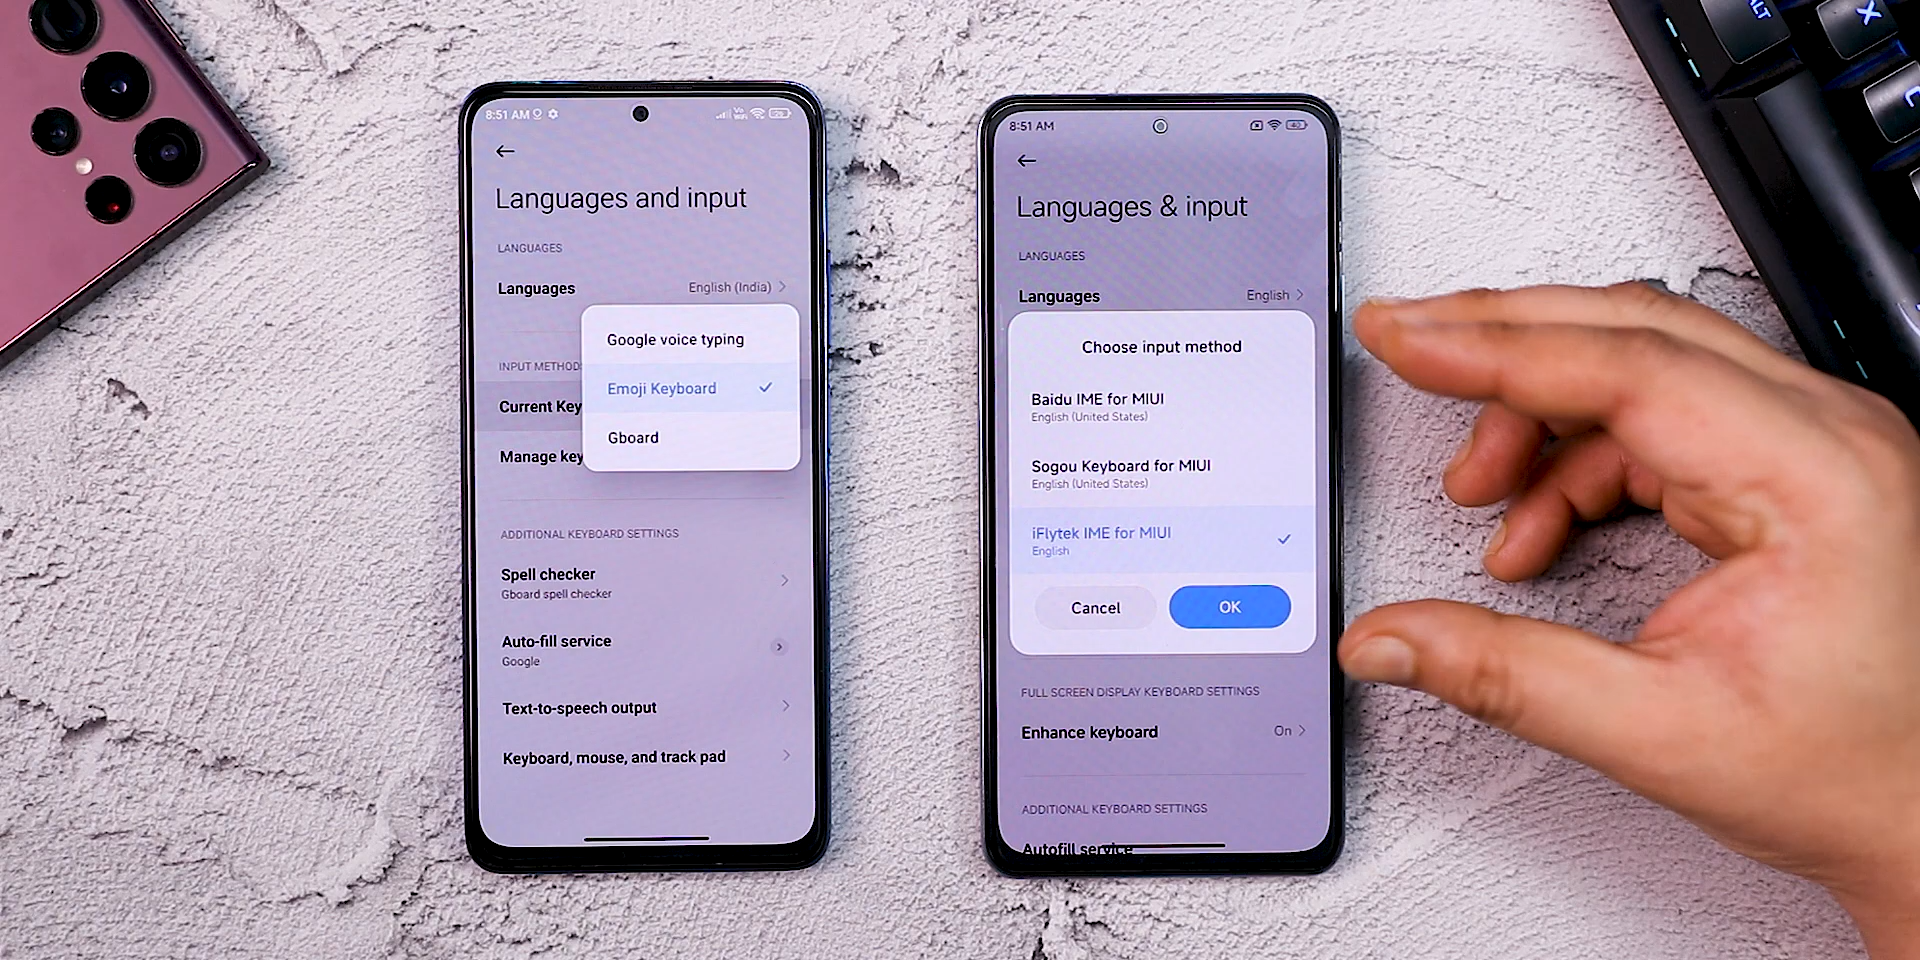 8:51 AM
Vo
WiFi
Languages and input
LANGUAGES
Languages
English (India)
INPUT METHOD
Current Key
Manage key
Google voice typing
Emoji Keyboard
Gboard
ADDITIONAL KEYBOARD SETTINGS
Spell checker
Gboard spell checker
Auto-fill service
Google
Text-to-speech output
Keyboard, mouse, and track pad
8:51 AM
40
Languages & input
LANGUAGES
Languages
English
Choose input method
Baidu IME for MIUI
English (United States)
Sogou Keyboard for MIUI
English (United States)
iFlytek IME for MIUI
English
Cancel
OK
FULL SCREEN DISPLAY KEYBOARD SETTINGS
Enhance keyboard
On
ADDITIONAL KEYBOARD SETTINGS
Autofill service
ALT
X
C